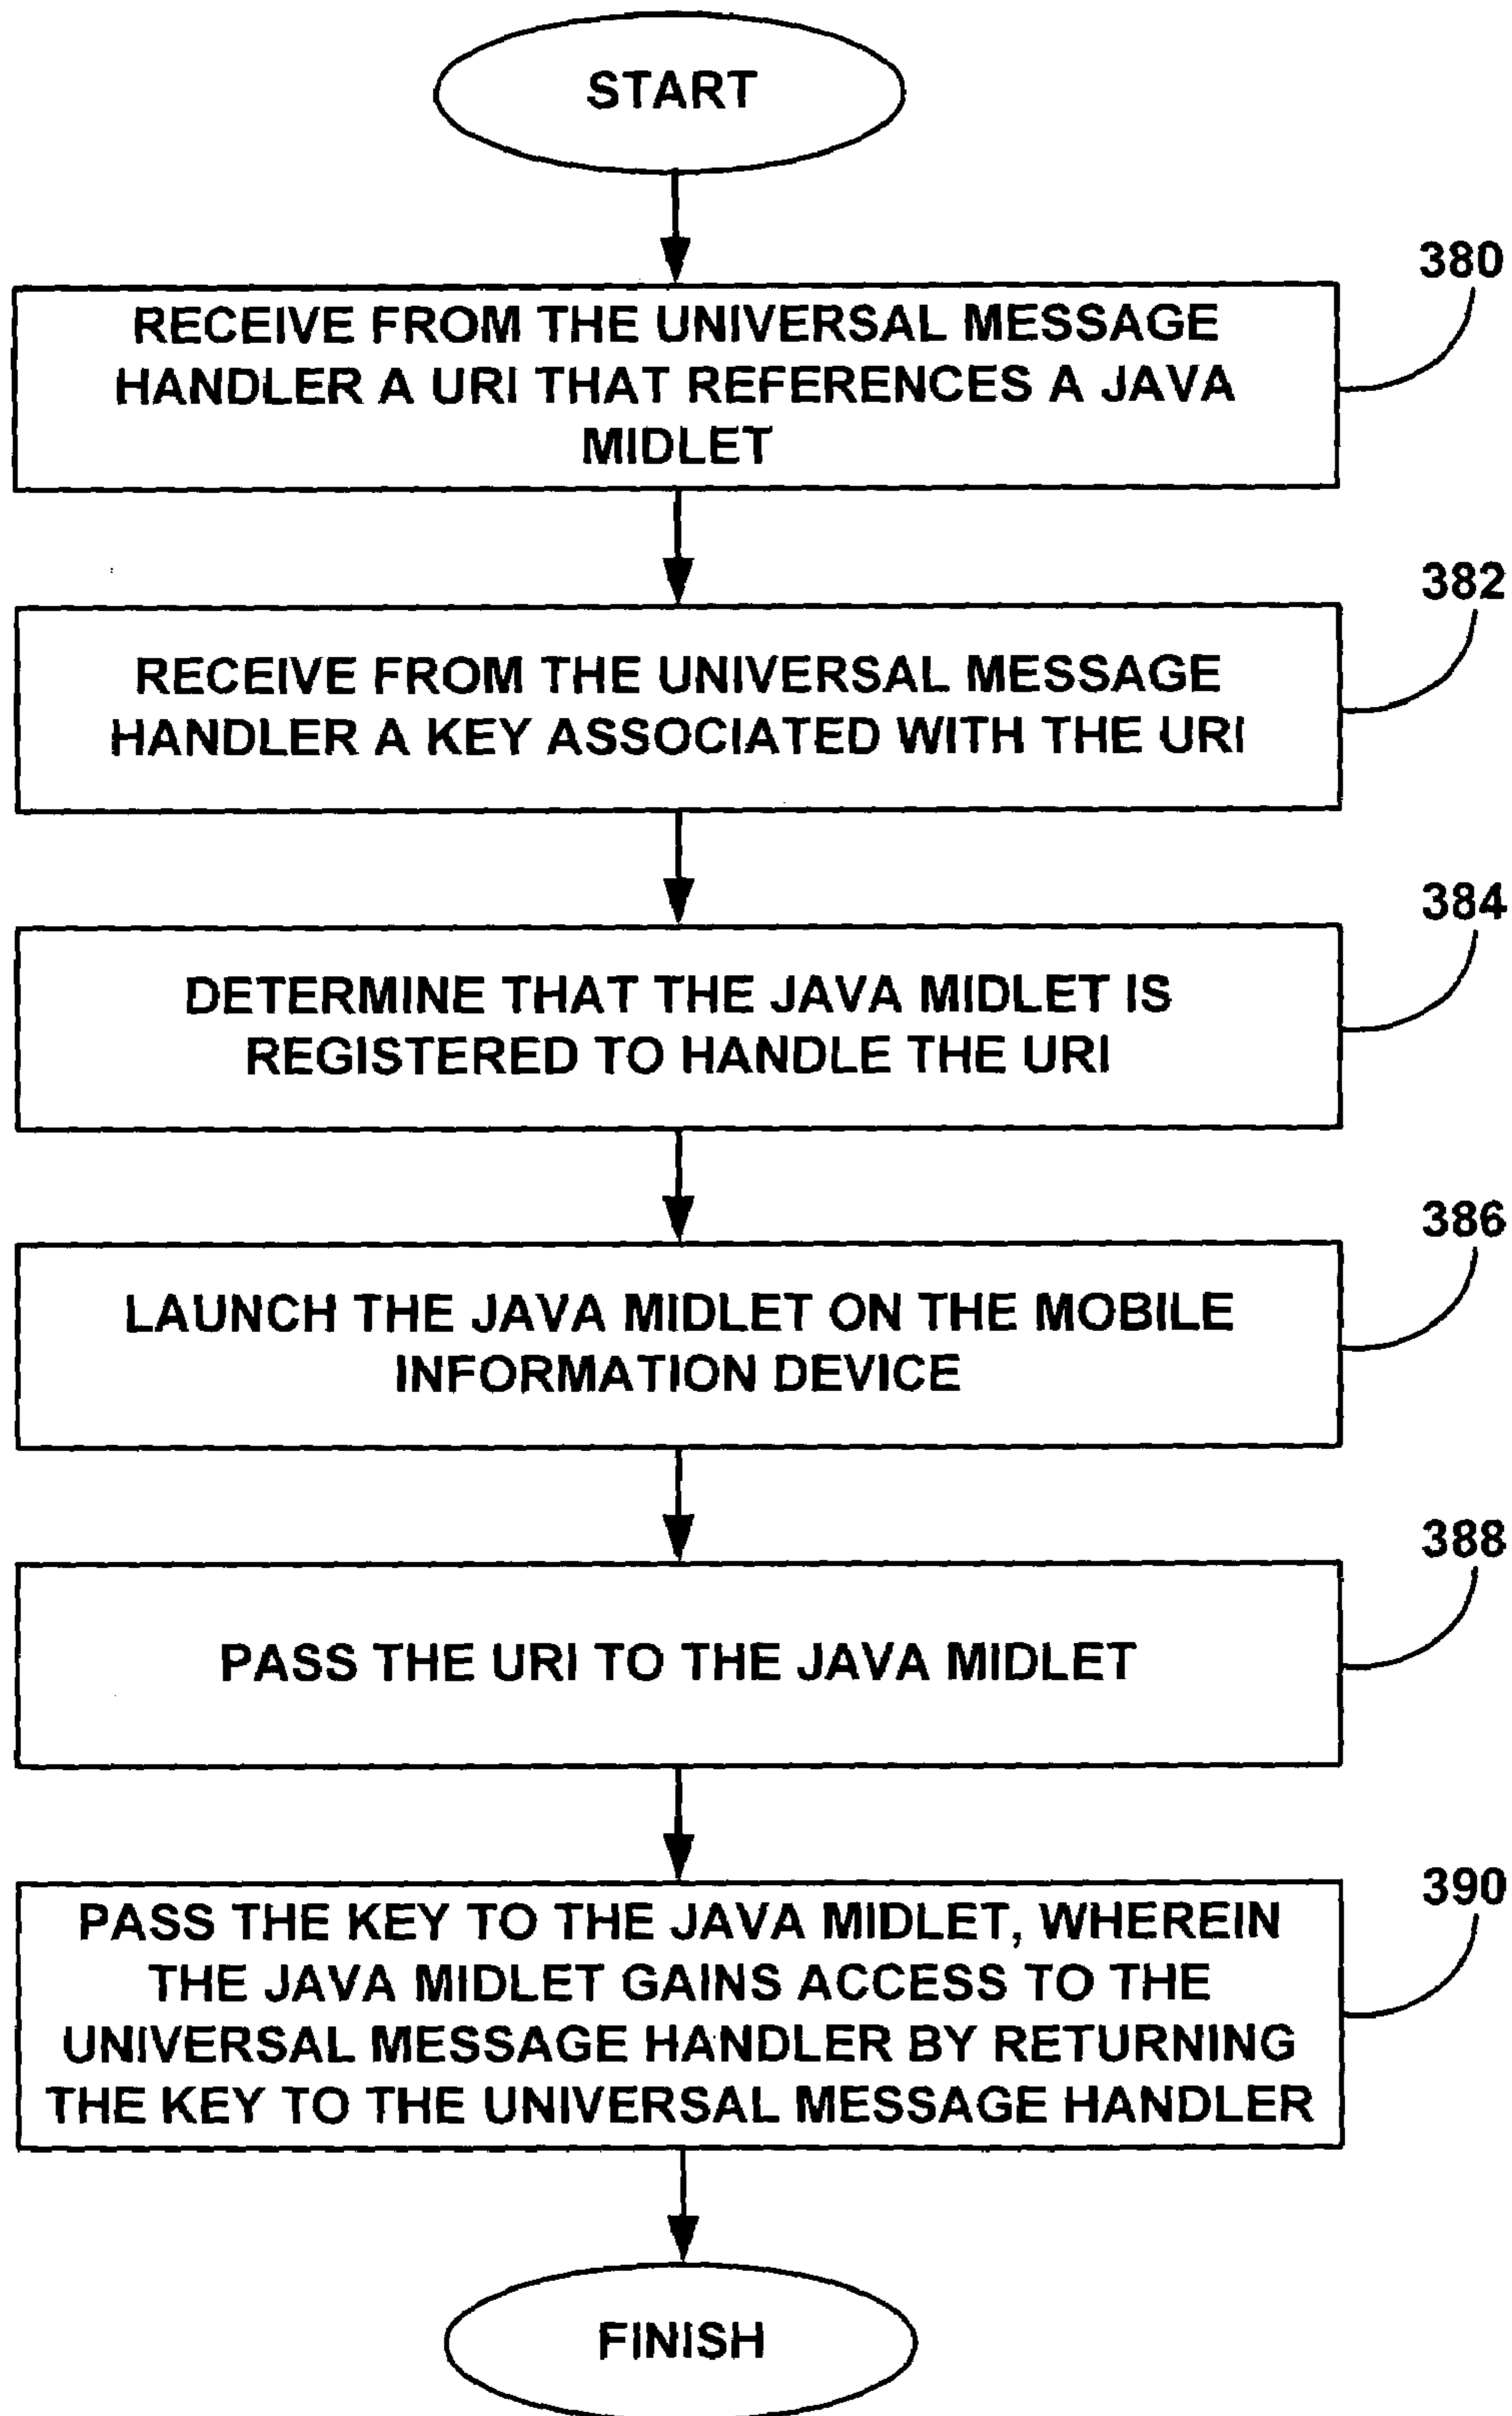 START
380
RECEIVE FROM THE UNIVERSAL MESSAGE
HANDLER A URI THAT REFERENCES A JAVA
MIDLET
382
RECEIVE FROM THE UNIVERSAL MESSAGE
HANDLER A KEY ASSOCIATED WITH THE URI
384
DETERMINE THAT THE JAVA MIDLET IS
REGISTERED TO HANDLE THE URI
386
LAUNCH THE JAVA MIDLET ON THE MOBILE
INFORMATION DEVICE
388
PASS THE URI TO THE JAVA MIDLET
390
PASS THE KEY TO THE JAVA MIDLET, WHEREIN
THE JAVA MIDLET GAINS ACCESS TO THE
UNIVERSAL MESSAGE HANDLER BY RETURNING
THE KEY TO THE UNIVERSAL MESSAGE HANDLER
FINISH